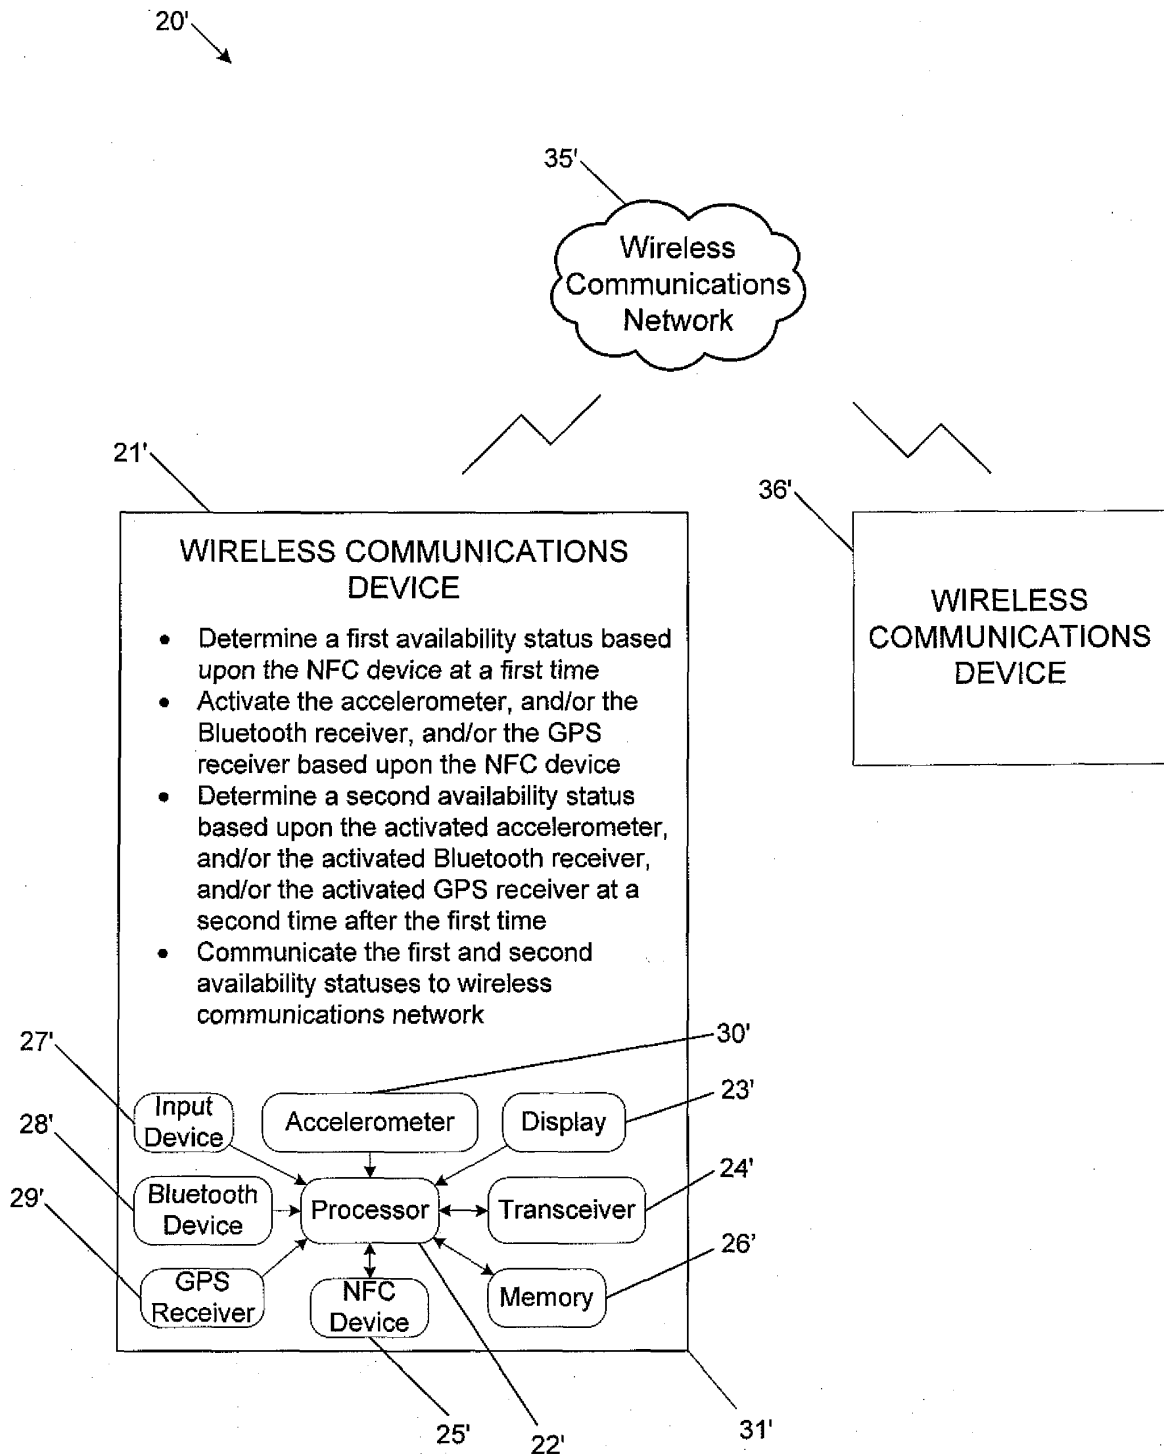 20'
35'
Wireless
Communications
Network
21'
36'
WIRELESS COMMUNICATIONS
DEVICE
• Determine a first availability status based
upon the NFC device at a first time
• Activate the accelerometer, and/or the
Bluetooth receiver, and/or the GPS
receiver based upon the NFC device
• Determine a second availability status
based upon the activated accelerometer,
and/or the activated Bluetooth receiver,
and/or the activated GPS receiver at a
second time after the first time
• Communicate the first and second
availability statuses to wireless
communications network
WIRELESS
COMMUNICATIONS
DEVICE
27'
30'
23'
Input
Device
Accelerometer
Display
28'
24'
Bluetooth
Device
Processor
Transceiver
29'
26'
GPS
Receiver
NFC
Device
Memory
25'
22'
31'